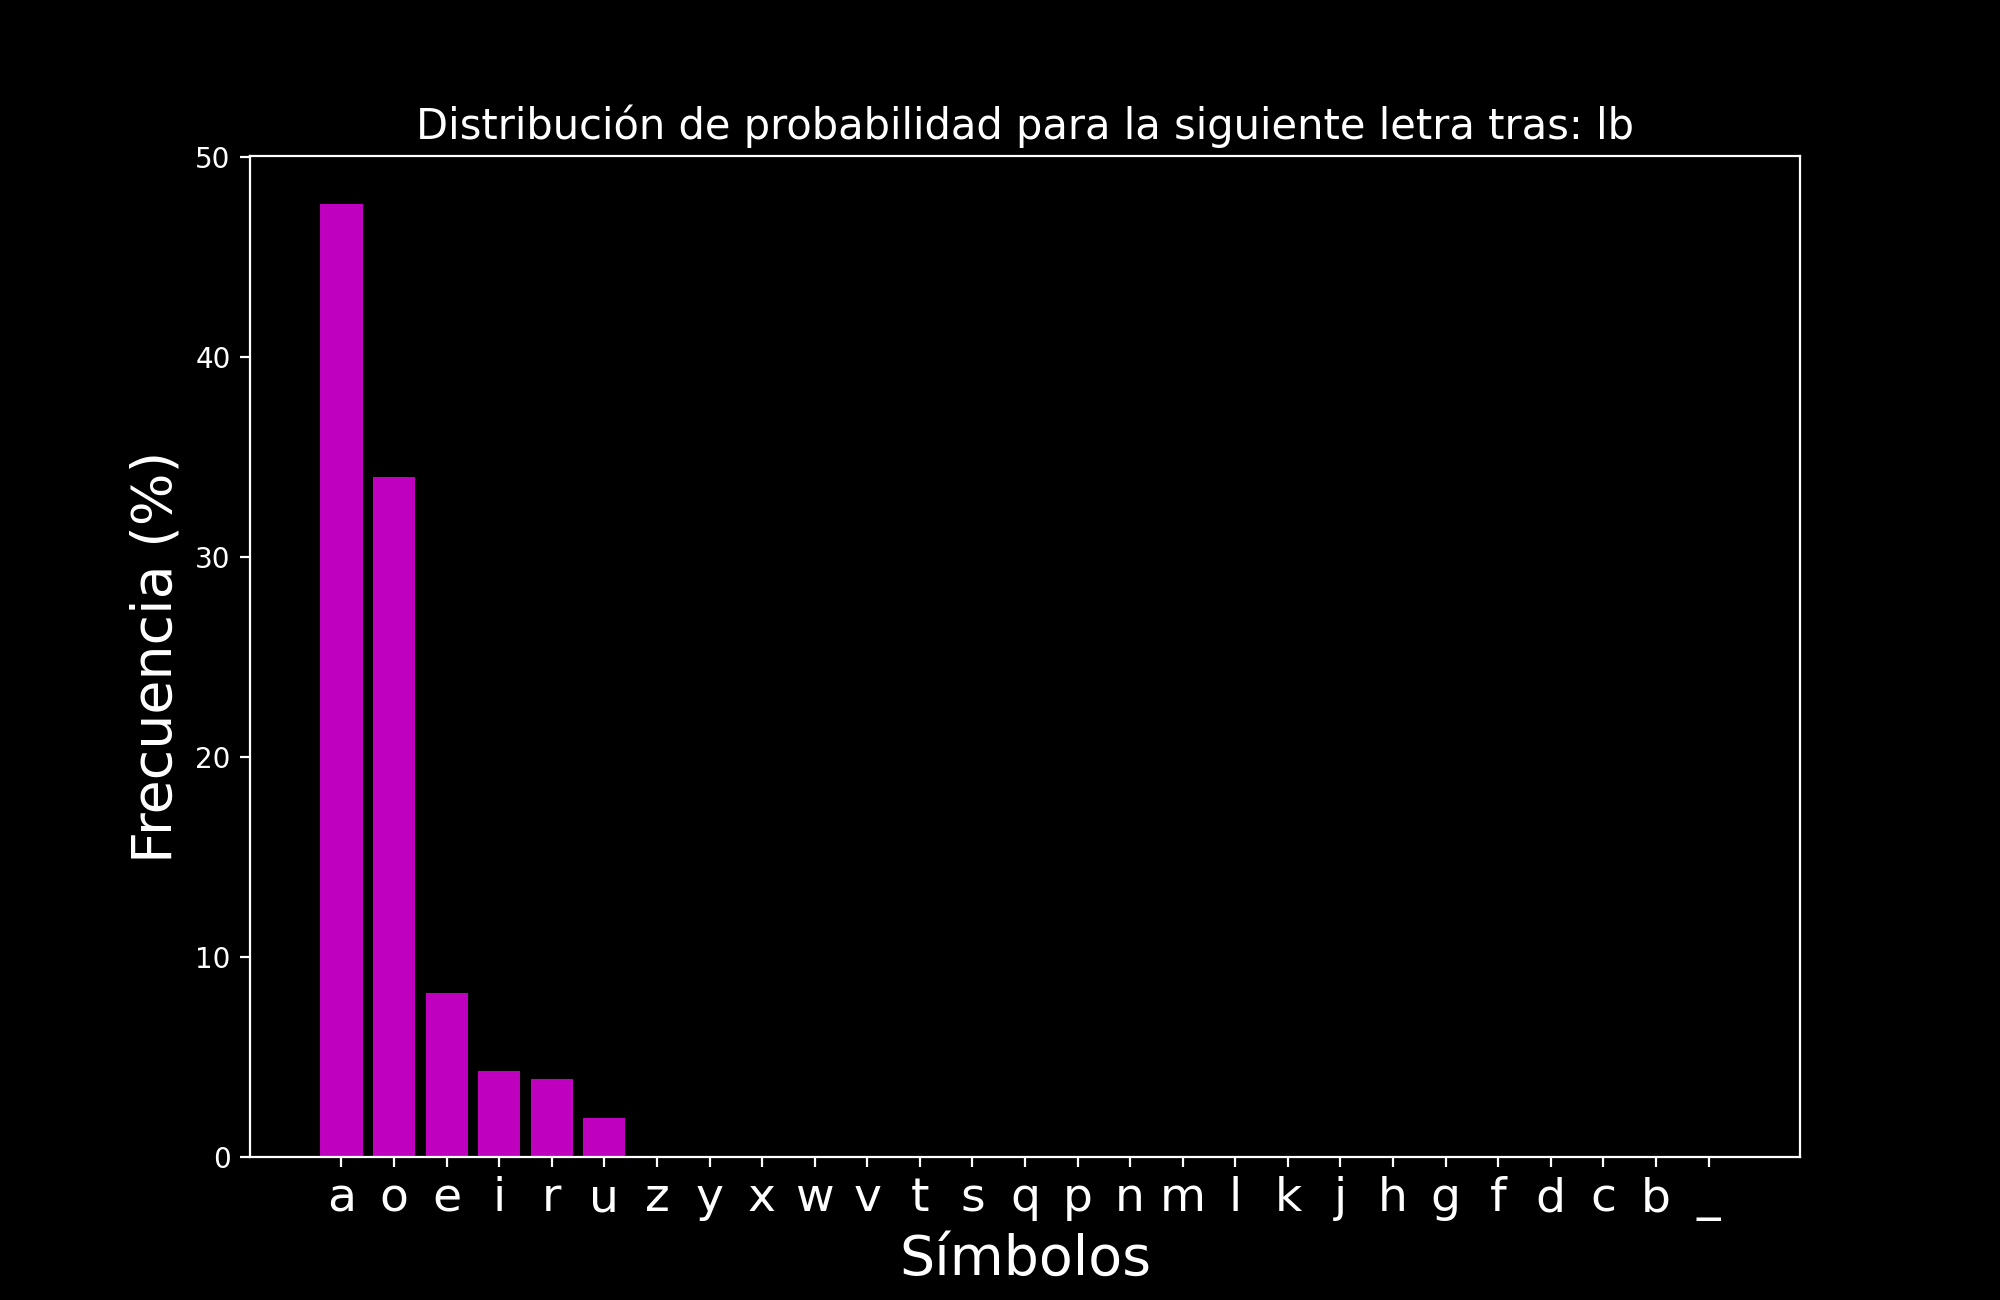 Distribución de probabilidad para la siguiente letra tras: lb
50
40
30
20
10
0
Frecuencia (%)
a o e i r u z y x w v t s q p n m l k j h g f d c b _
Símbolos